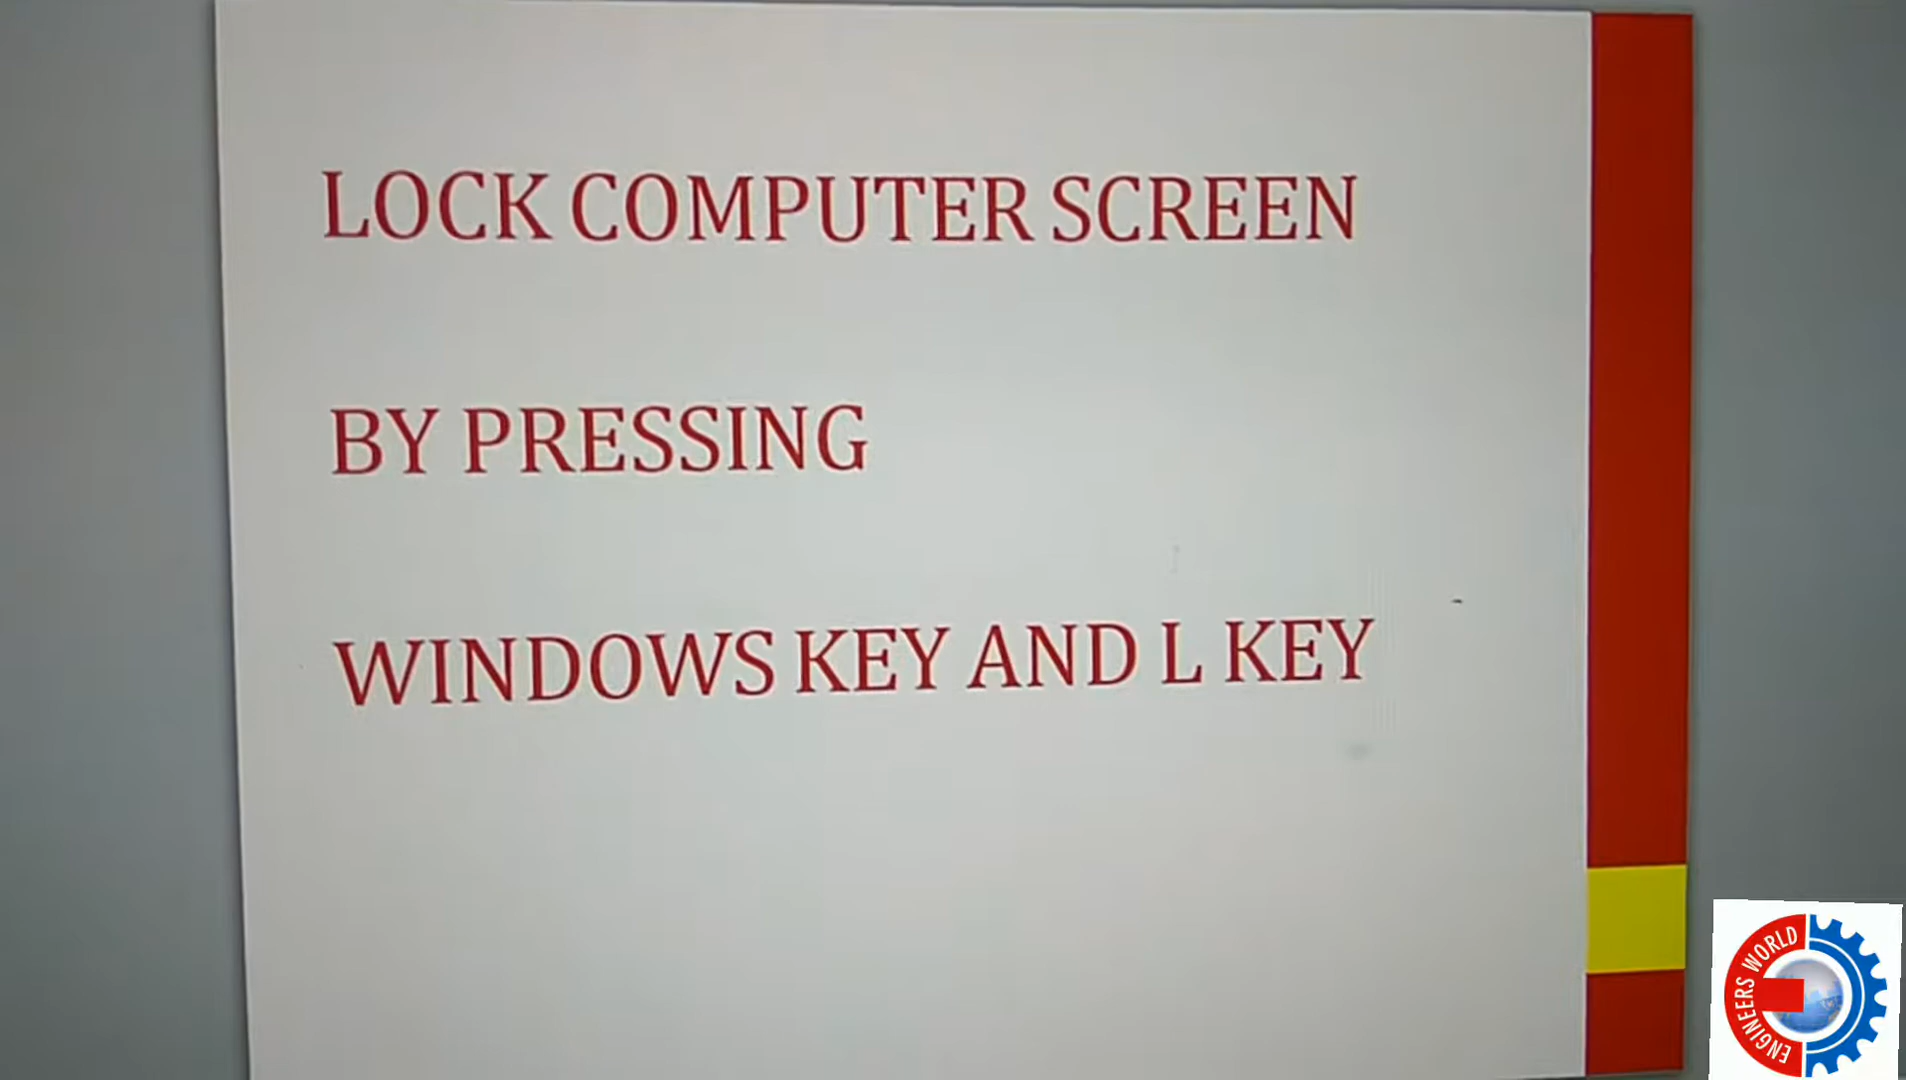 LOCK COMPUTER SCREEN
BY PRESSING
WINDOWS KEY AND L KEY
ENGINEERS WORLD